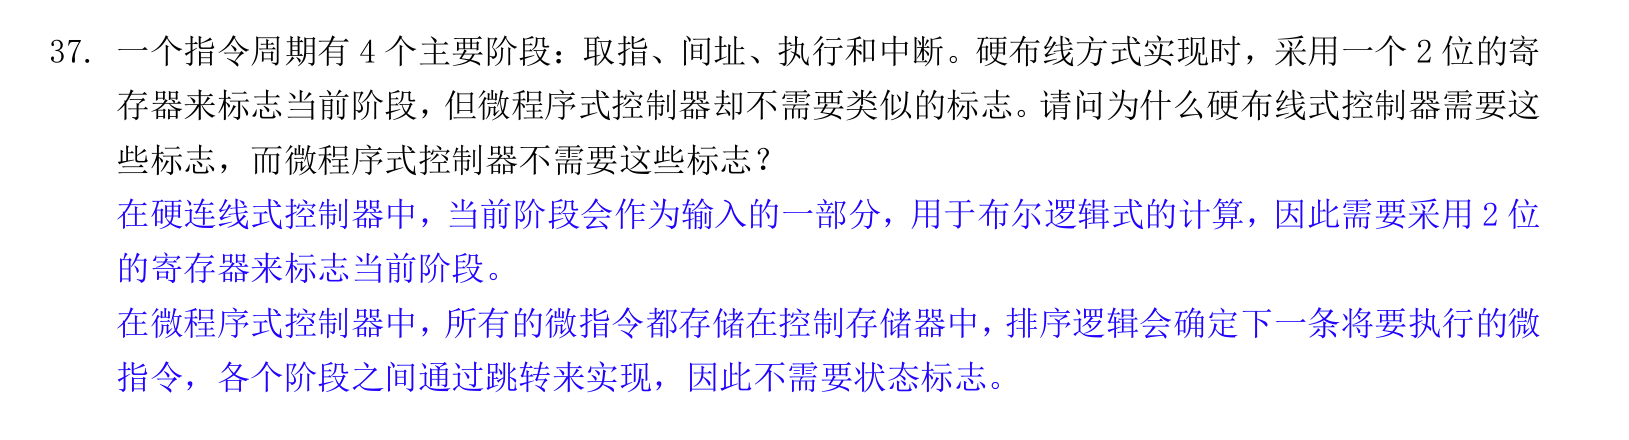 37. 一个指令周期有 4 个主要阶段：取指、间址、执行和中断。硬布线方式实现时，采用一个 2 位的寄
存器来标志当前阶段，但微程序式控制器却不需要类似的标志。请问为什么硬布线式控制器需要这
些标志，而微程序式控制器不需要这些标志？
在硬连线式控制器中，当前阶段会作为输入的一部分，用于布尔逻辑式的计算，因此需要采用 2 位
的寄存器来标志当前阶段。
在微程序式控制器中，所有的微指令都存储在控制存储器中，排序逻辑会确定下一条将要执行的微
指令，各个阶段之间通过跳转来实现，因此不需要状态标志。